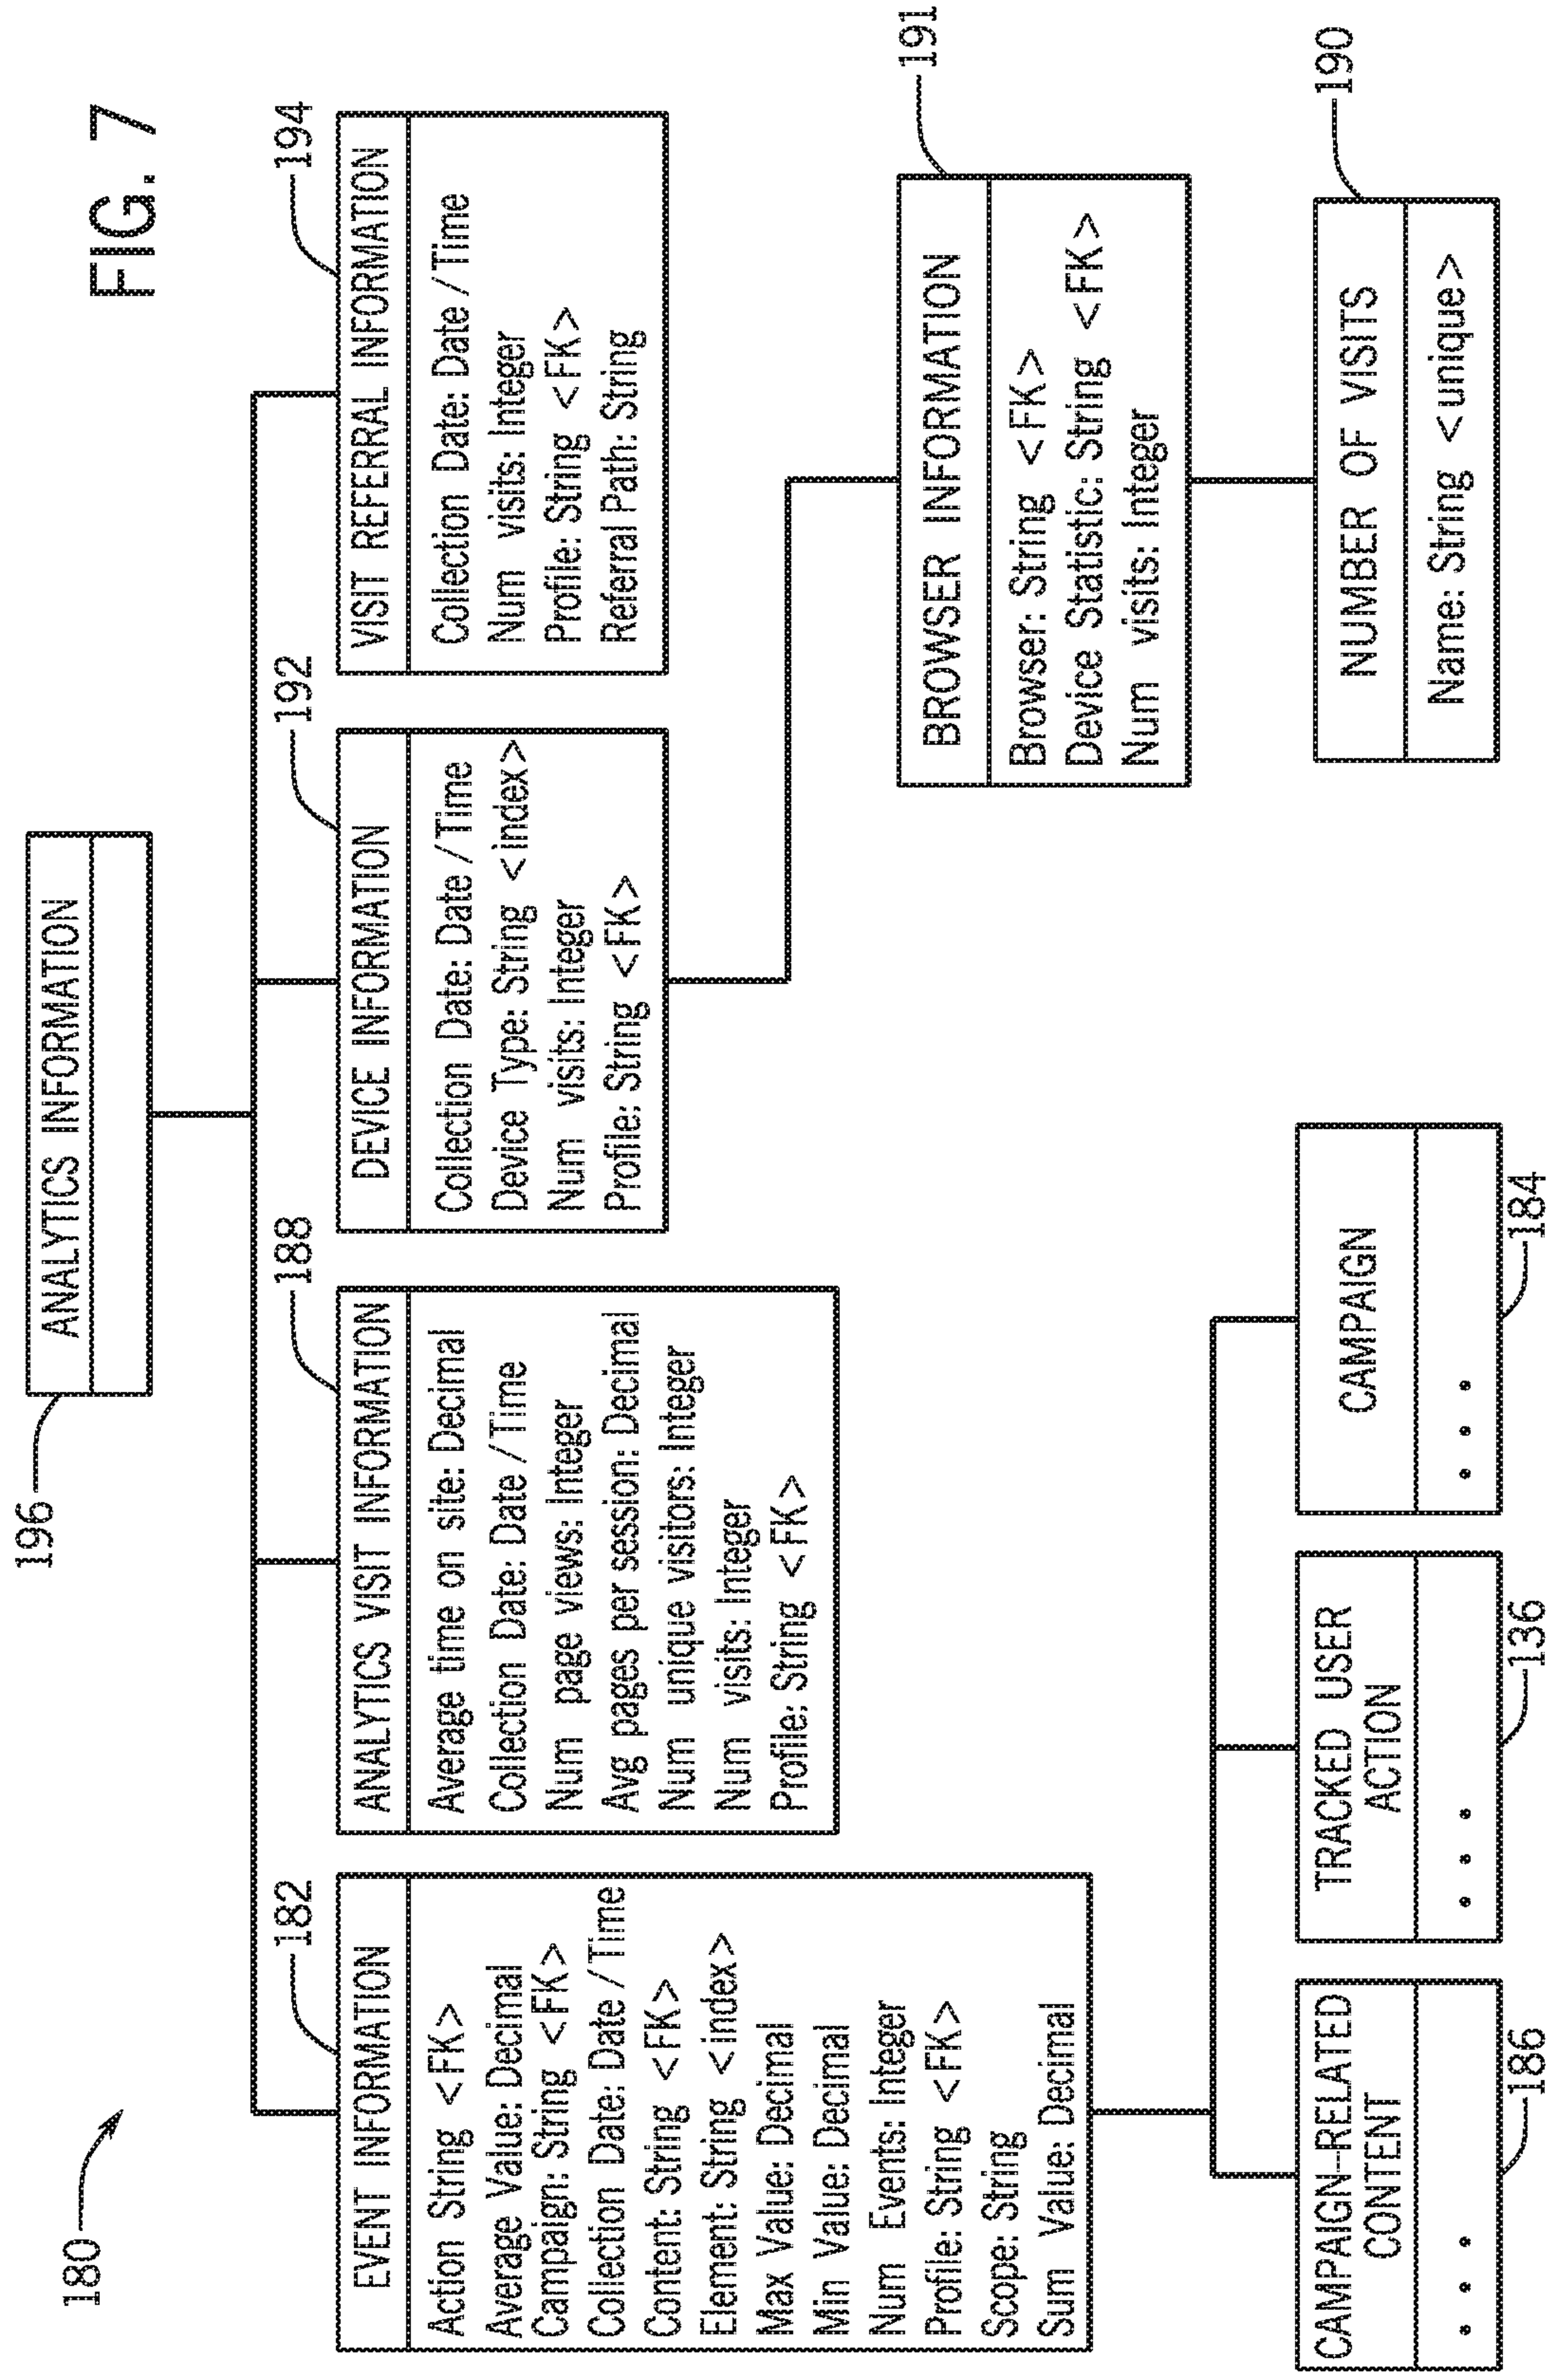 FIG. 7
180
196
ANALYTICS INFORMATION
182
EVENT INFORMATION
Action String <FK>
Average Value: Decimal
Campaign: String <FK>
Collection Date: Date / Time
Content: String <FK>
Element: String <index>
Max Value: Decimal
Min Value: Decimal
Num Events: Integer
Profile: String <FK>
Scope: String
Sum Value: Decimal
188
ANALYTICS VISIT INFORMATION
Average time on site: Decimal
Collection Date: Date / Time
Num page views: Integer
Avg pages per session: Decimal
Num unique visitors: Integer
Num visits: Integer
Profile: String <FK>
192
DEVICE INFORMATION
Collection Date: Date / Time
Device Type: String <index>
Num visits: Integer
Profile: String <FK>
194
VISIT REFERRAL INFORMATION
Collection Date: Date / Time
Num visits: Integer
Profile: String <FK>
Referral Path: String
191
BROWSER INFORMATION
Browser: String <FK>
Device Statistic: String <FK>
Num visits: Integer
190
NUMBER OF VISITS
Name: String <unique>
CAMPAIGN-RELATED
CONTENT
• • •
186
TRACKED USER
ACTION
• • •
136
CAMPAIGN
• • •
184